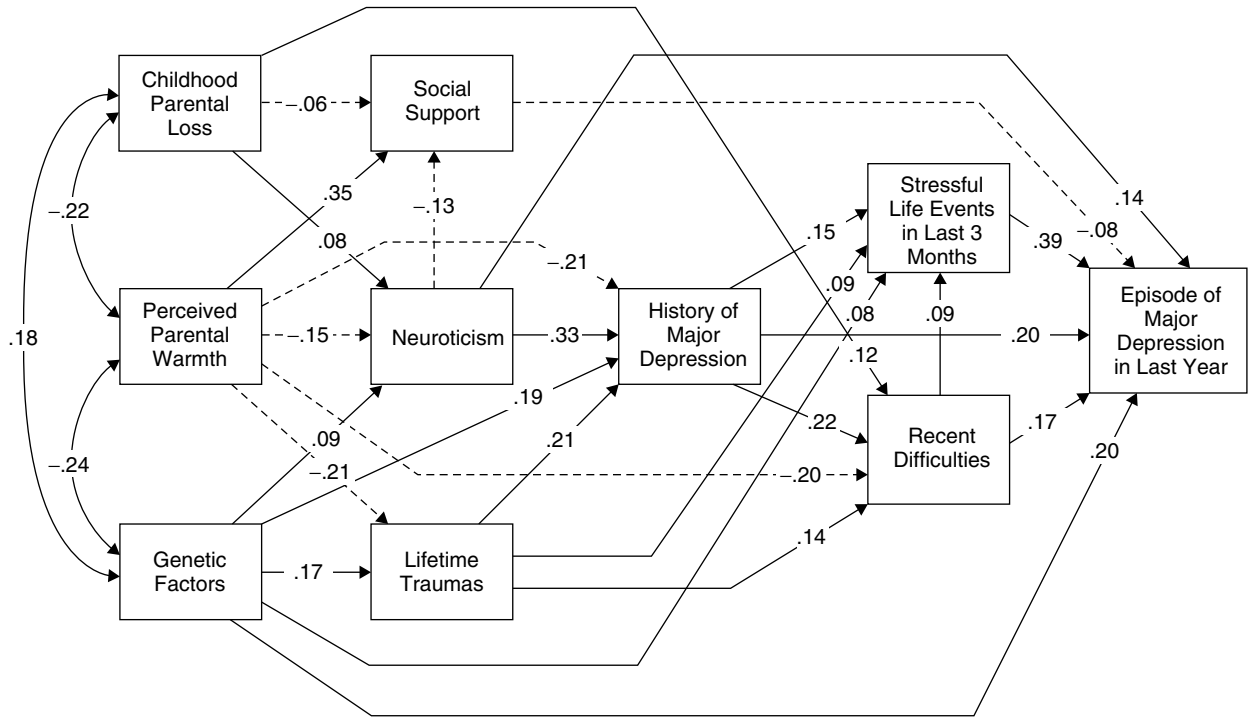 Childhood
Parental
Loss
Social
Support
–.06
.35
–.13
.08
–.22
.18
–.24
Perceived
Parental
Warmth
–.15
Neuroticism
–.21
.33
.19
.09
–.21
.21
Genetic
Factors
.17
Lifetime
Traumas
History of
Major
Depression
.15
.09
.08
.09
.12
.22
–.20
.14
Stressful
Life Events
in Last 3
Months
.39
–.08
.14
.20
Recent
Difficulties
.17
.20
Episode of
Major
Depression
in Last Year